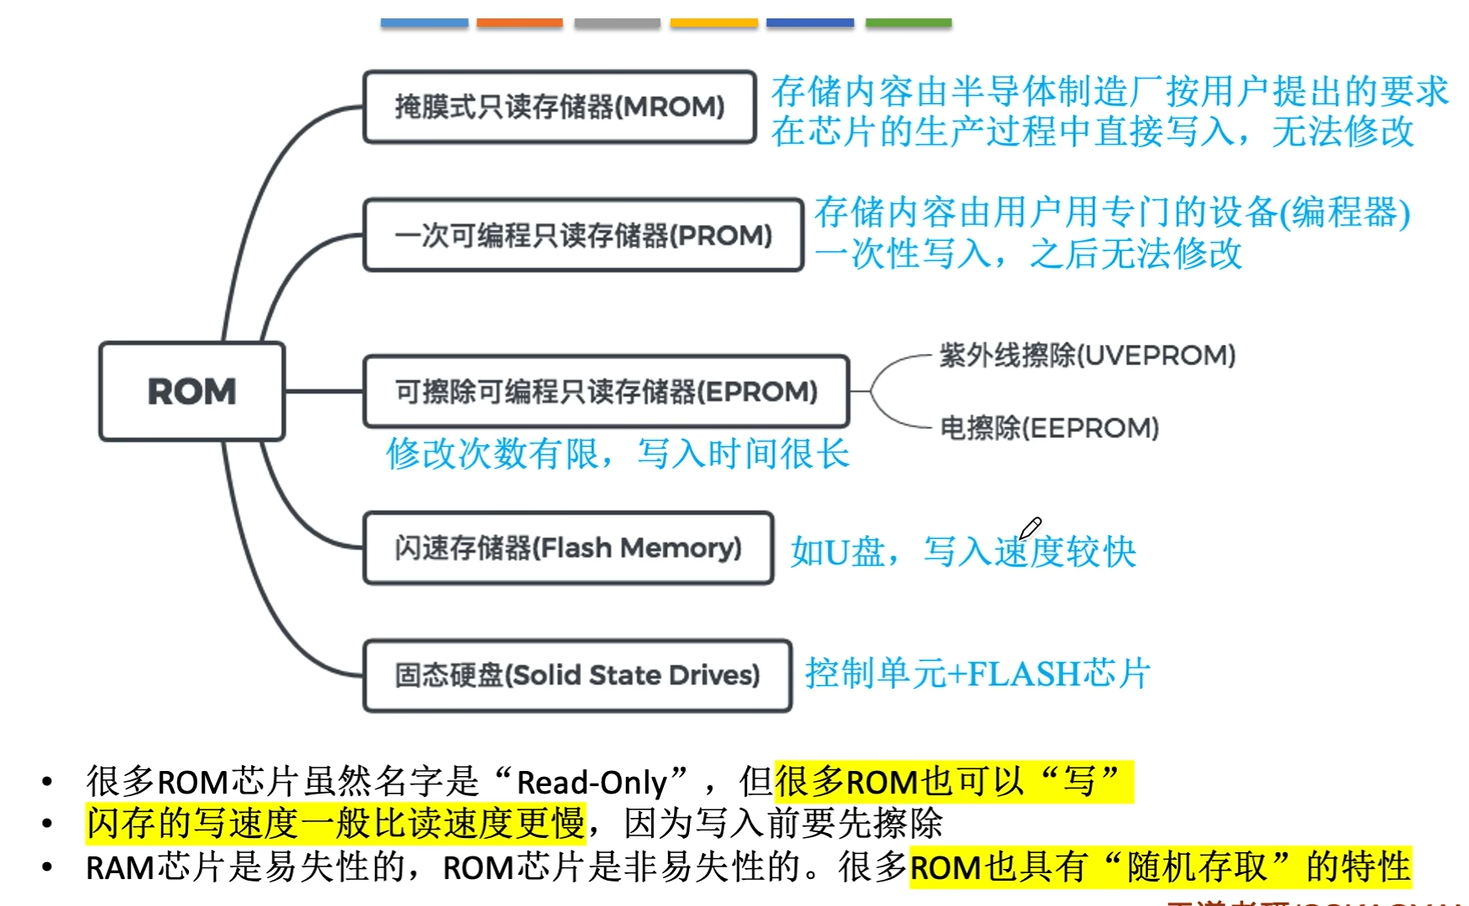 掩膜式只读存储器(MROM)
存储内容由半导体制造厂按用户提出的要求
在芯片的生产过程中直接写入，无法修改
一次可编程只读存储器(PROM)
存储内容由用户用专门的设备(编程器)
一次性写入，之后无法修改
ROM
可擦除可编程只读存储器(EPROM)
紫外线擦除(UVEPROM)
电擦除(EEPROM)
修改次数有限，写入时间很长
闪速存储器(Flash Memory)
如U盘，写入速度较快
固态硬盘(Solid State Drives)
控制单元+FLASH芯片
• 很多ROM芯片虽然名字是“Read-Only”，但很多ROM也可以“写”
• 闪存的写速度一般比读速度更慢，因为写入前要先擦除
• RAM芯片是易失性的，ROM芯片是非易失性的。很多ROM也具有“随机存取”的特性